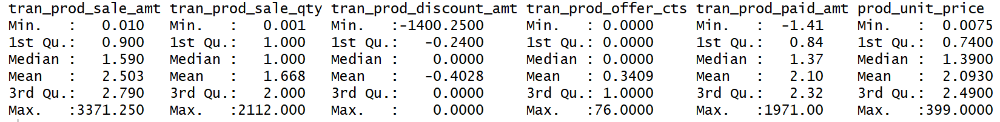 tran_prod_sale_amt tran_prod_sale_qty tran_prod_discount_amt tran_prod_offer_cts tran_prod_paid_amt prod_unit_price
Min.   :   0.010   Min.   :   0.001   Min.   :-1400.2500   Min.   : 0.0000   Min.   :  -1.41   Min.   :  0.0075
1st Qu.:   0.900   1st Qu.:   1.000   1st Qu.:   -0.2400   1st Qu.: 0.0000   1st Qu.:   0.84   1st Qu.:  0.7400
Median :   1.590   Median :   1.000   Median :    0.0000   Median : 0.0000   Median :   1.37   Median :  1.3900
Mean   :   2.503   Mean   :   1.668   Mean   :   -0.4028   Mean   : 0.3409   Mean   :   2.10   Mean   :  2.0930
3rd Qu.:   2.790   3rd Qu.:   2.000   3rd Qu.:    0.0000   3rd Qu.: 1.0000   3rd Qu.:   2.32   3rd Qu.:  2.4900
Max.   :3371.250   Max.   :2112.000   Max.   :    0.0000   Max.   :76.0000   Max.   :1971.00   Max.   :399.0000